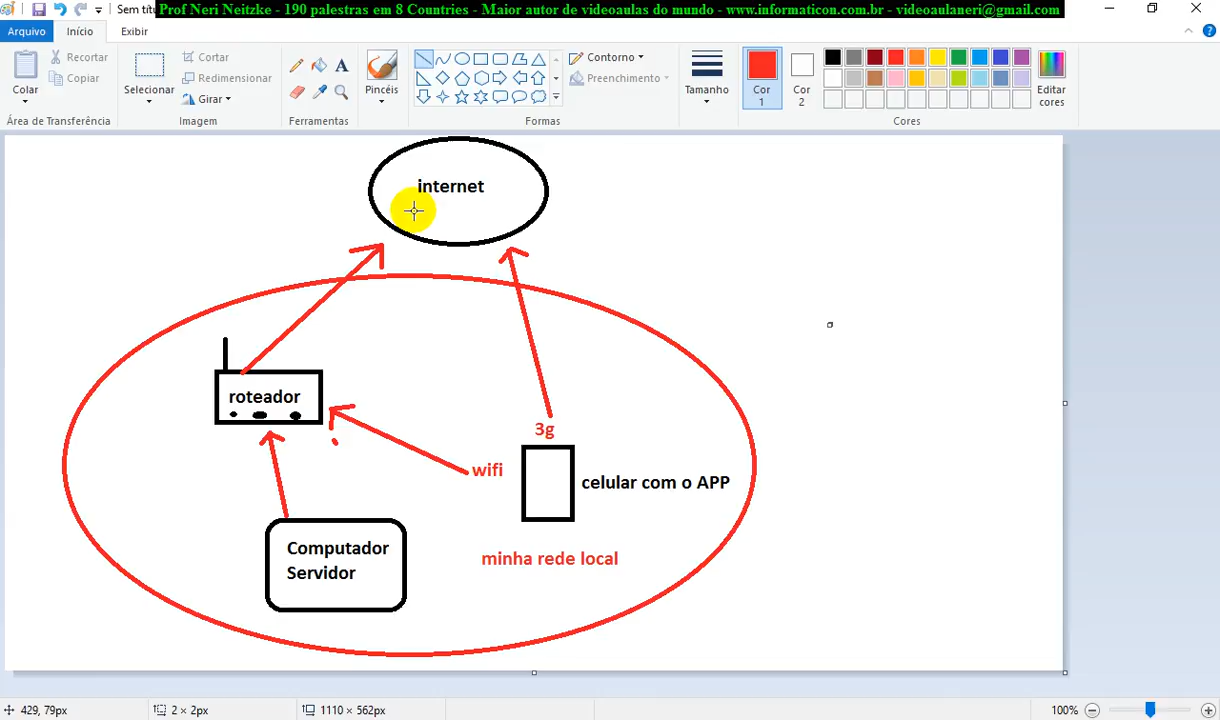 Sem títu
Prof Neri Neitzke - 190 palestras em 8 Countries - Maior autor de videoaulas do mundo - www.informaticon.com.br - videoaulaneri@gmail.com
Arquivo
Início
Exibir
Colar
Recortar
Copiar
Área de Transferência
Selecionar
Cortar
Redimensionar
Girar
Imagem
A
Ferramentas
Pincéis
Contorno
Preenchimento
Formas
Tamanho
Cor
1
Cor
2
Editar
cores
Cores
internet
roteador
3g
wifi
celular com o APP
Computador
Servidor
minha rede local
429, 79px
2 × 2px
1110 × 562px
100%